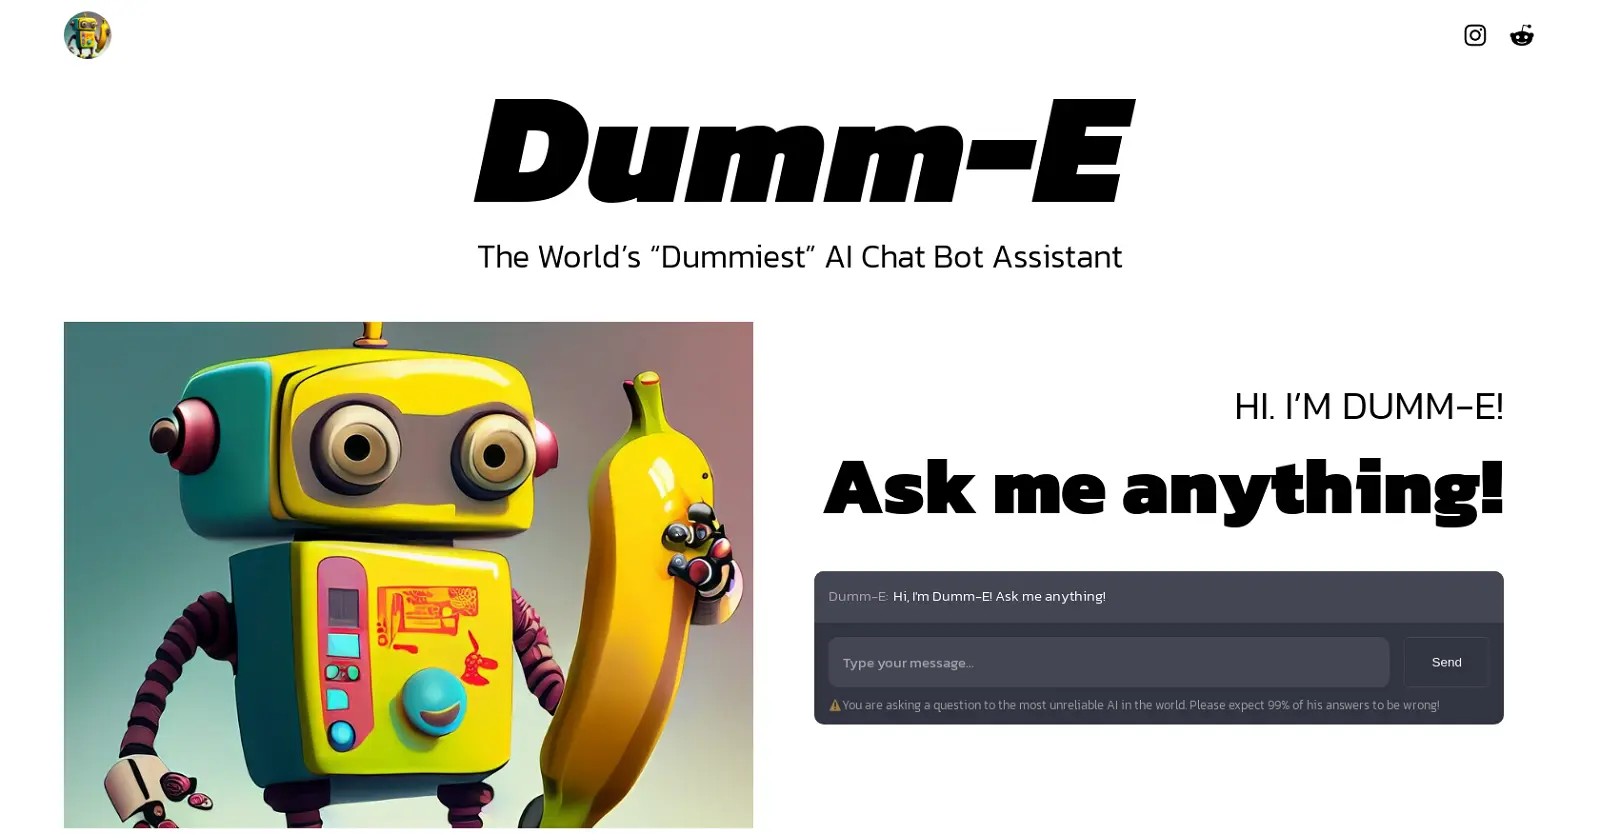 Dumm-E
The World's “Dummiest” AI Chat Bot Assistant
HI. I'M DUMM-E!
Ask me anything!
Dumm-E: Hi, I'm Dumm-E! Ask me anything!
Type your message...
Send
⚠️You are asking a question to the most unreliable AI in the world. Please expect 99% of his answers to be wrong!